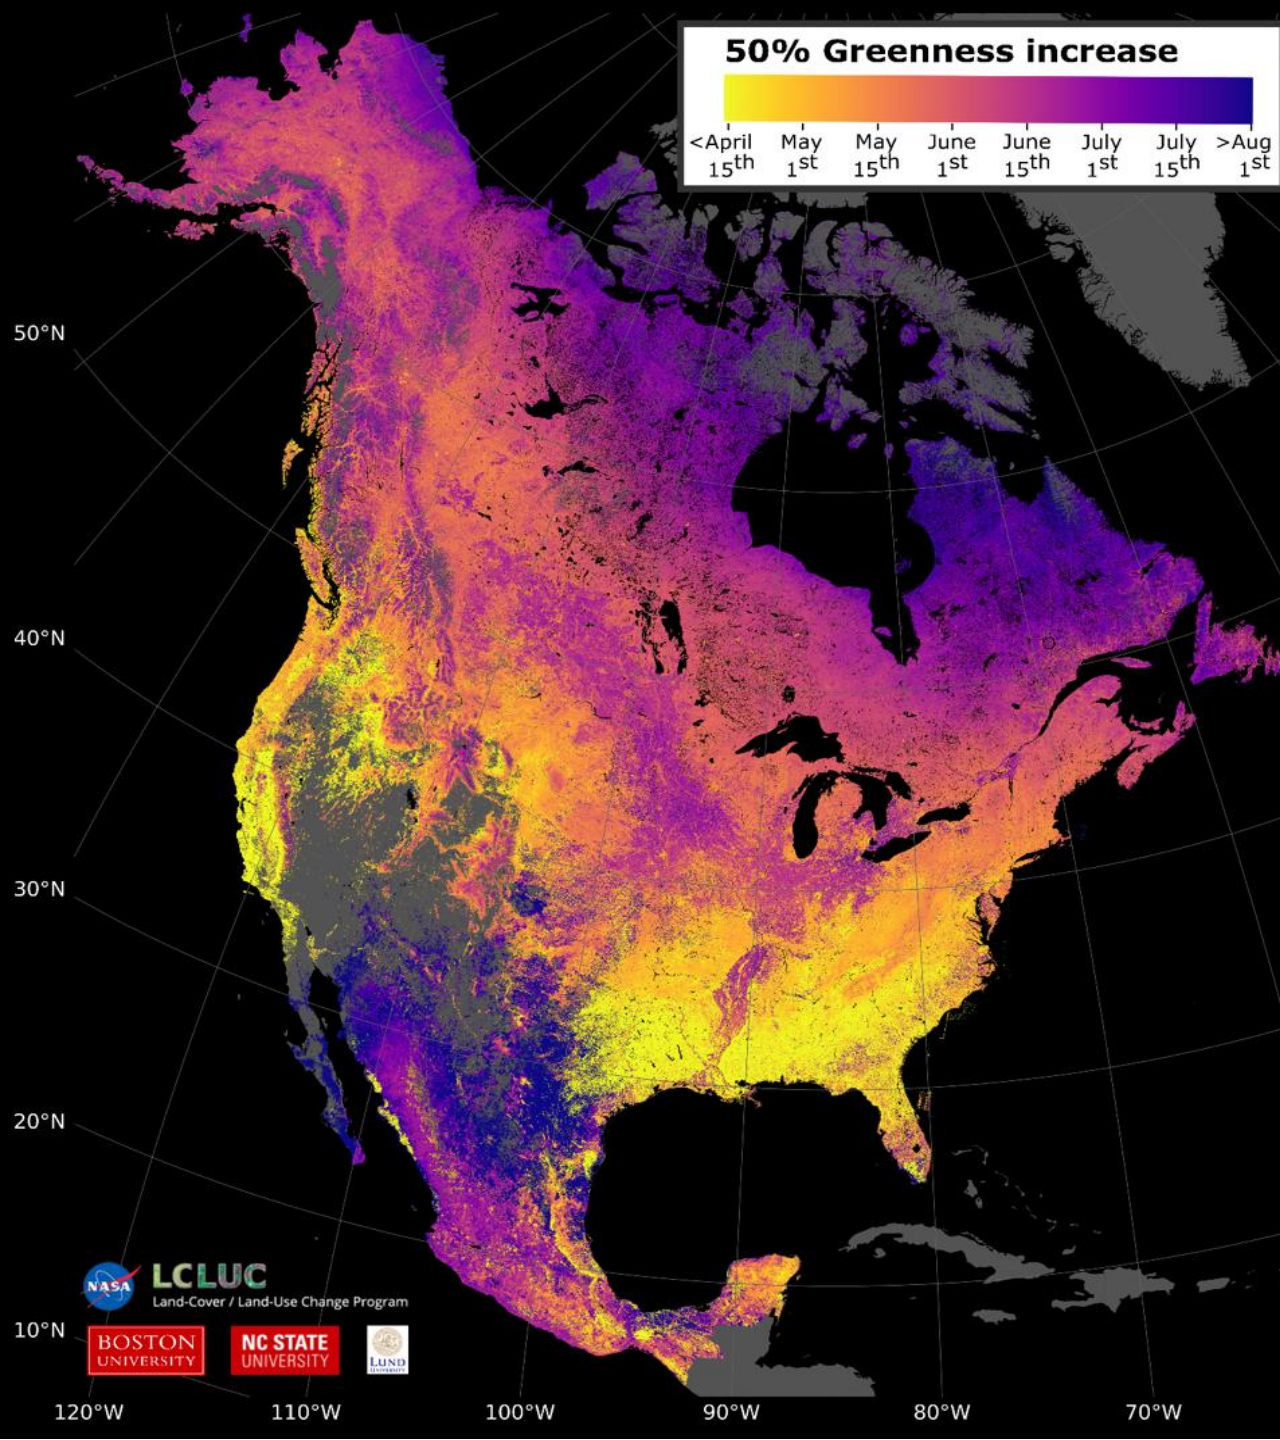 50% Greenness increase
<April 15th
May 1st
May 15th
June 1st
June 15th
July 1st
July 15th
>Aug 1st
50°N
40°N
30°N
20°N
10°N
NASA
LCLUC
Land-Cover / Land-Use Change Program
BOSTON
UNIVERSITY
NC STATE
UNIVERSITY
LUND
UNIVERSITY
120°W
110°W
100°W
90°W
80°W
70°W